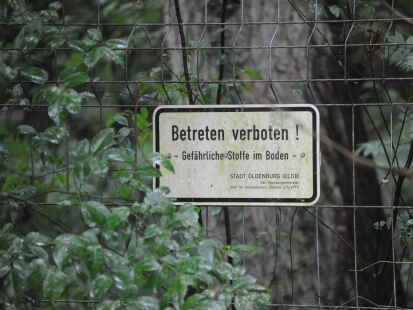 Betreten verboten !
- Gefährliche Stoffe im Boden -
STADT OLDENBURG (OLDB)